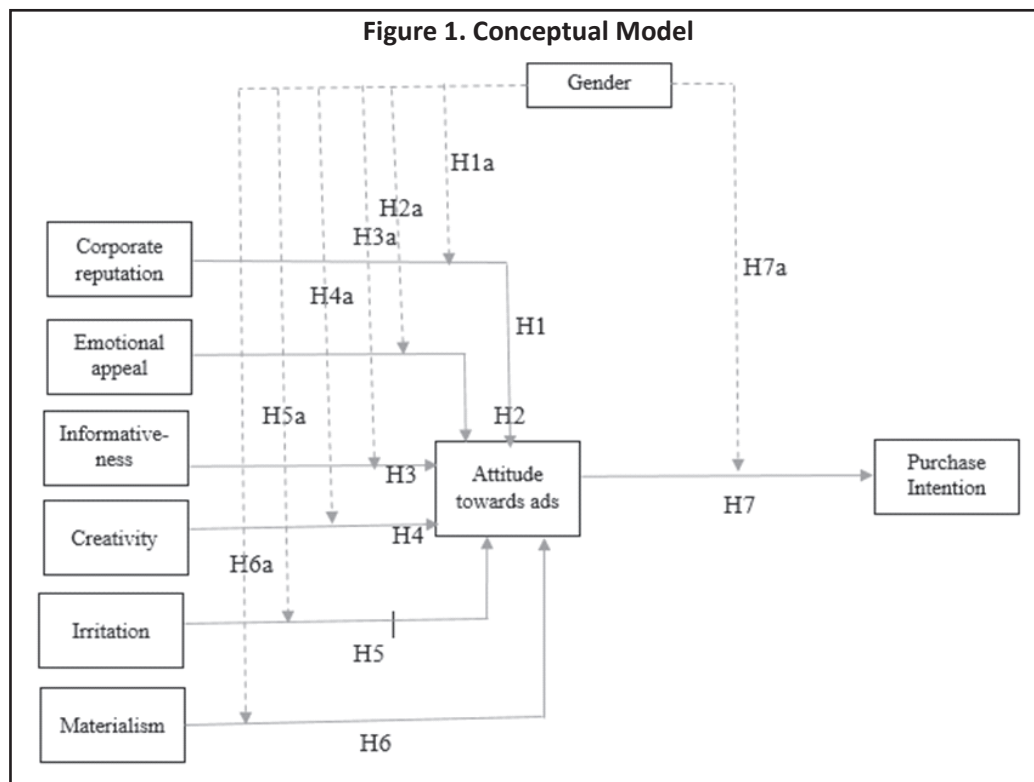 Figure 1. Conceptual Model
Gender
H1a
H2a
H3a
Corporate
reputation
H7a
H4a
H1
Emotional
appeal
H5a
H2
Informative-
ness
H3
Attitude
towards ads
Purchase
Intention
H7
Creativity
H4
H6a
Irritation
H5
Materialism
H6